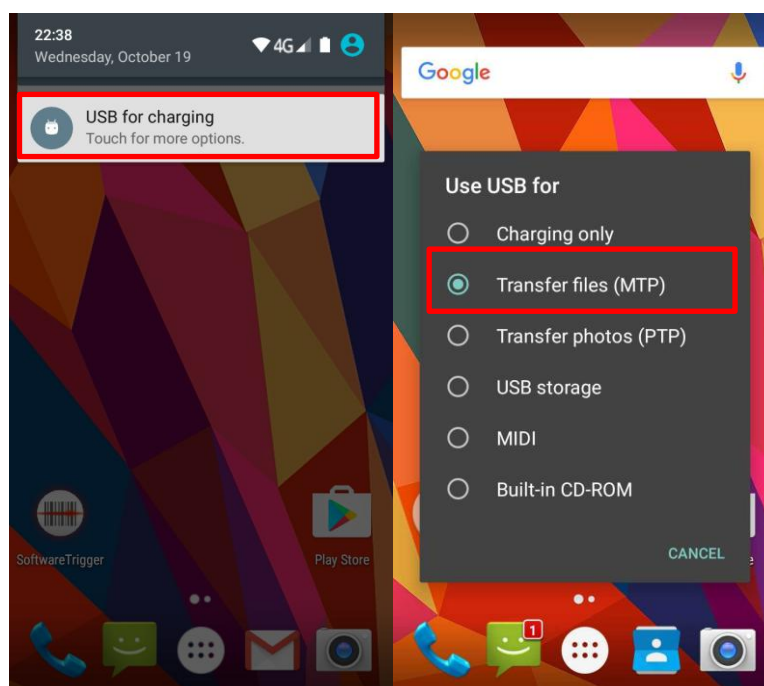 22:38
Wednesday, October 19
4G
USB for charging
Touch for more options.
SoftwareTrigger
Play Store
Google
Use USB for
Charging only
Transfer files (MTP)
Transfer photos (PTP)
USB storage
MIDI
Built-in CD-ROM
CANCEL
e
1